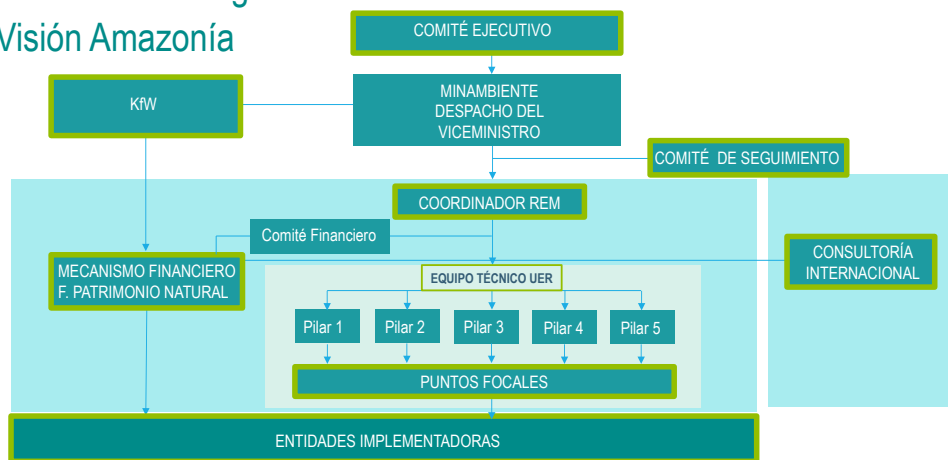 Visión Amazonía
COMITÉ EJECUTIVO
KfW
MINAMBIENTE
DESPACHO DEL
VICEMINISTRO
COMITÉ DE SEGUIMIENTO
COORDINADOR REM
Comité Financiero
MECANISMO FINANCIERO
F. PATRIMONIO NATURAL
CONSULTORÍA
INTERNACIONAL
EQUIPO TÉCNICO UER
Pilar 1
Pilar 2
Pilar 3
Pilar 4
Pilar 5
PUNTOS FOCALES
ENTIDADES IMPLEMENTADORAS